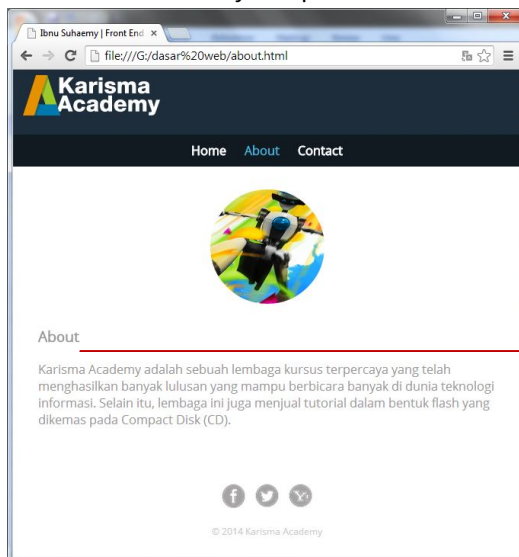 Ibnu Suhaemy | Front End
file:///G:/dasar%20web/about.html
Karisma
Academy
Home About Contact
About
Karisma Academy adalah sebuah lembaga kursus terpercaya yang telah
menghasilkan banyak lulusan yang mampu berbicara banyak di dunia teknologi
informasi. Selain itu, lembaga ini juga menjual tutorial dalam bentuk flash yang
dikemas pada Compact Disk (CD).
© 2014 Karisma Academy